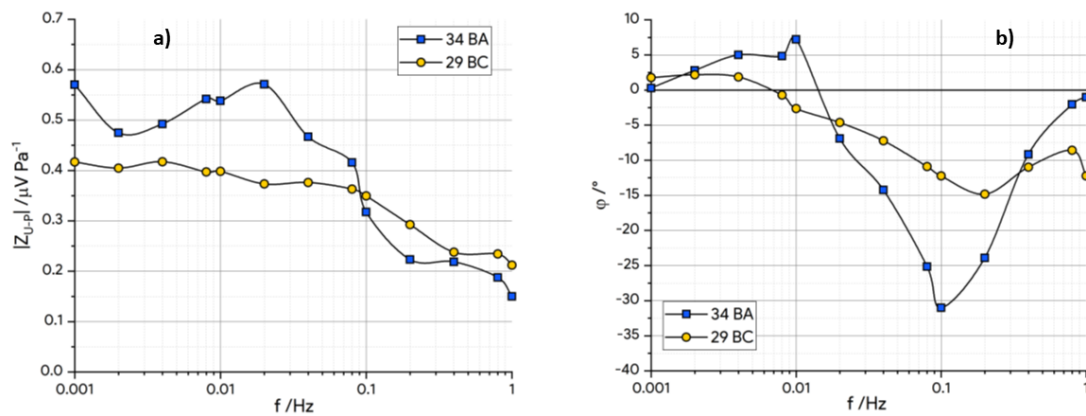 a)
34 BA
29 BC
0.7
0.6
0.5
0.4
0.3
0.2
0.1
0.0
|Z_U-P| /μV Pa⁻¹
0.001
0.01
0.1
1
f /Hz
b)
10
5
0
-5
-10
-15
-20
-25
-30
-35
-40
φ /°
34 BA
29 BC
0.001
0.01
0.1
1
f /Hz